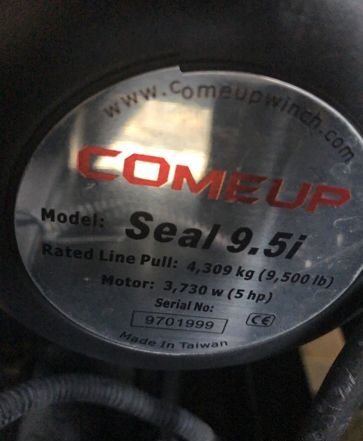 www.comeupwinch.com
COMEUP
Model: Seal 9.5i
Rated Line Pull: 4,309 kg (9,500 lb)
Motor: 3,730 w (5 hp)
Serial No:
9701999 CE
Made In Taiwan